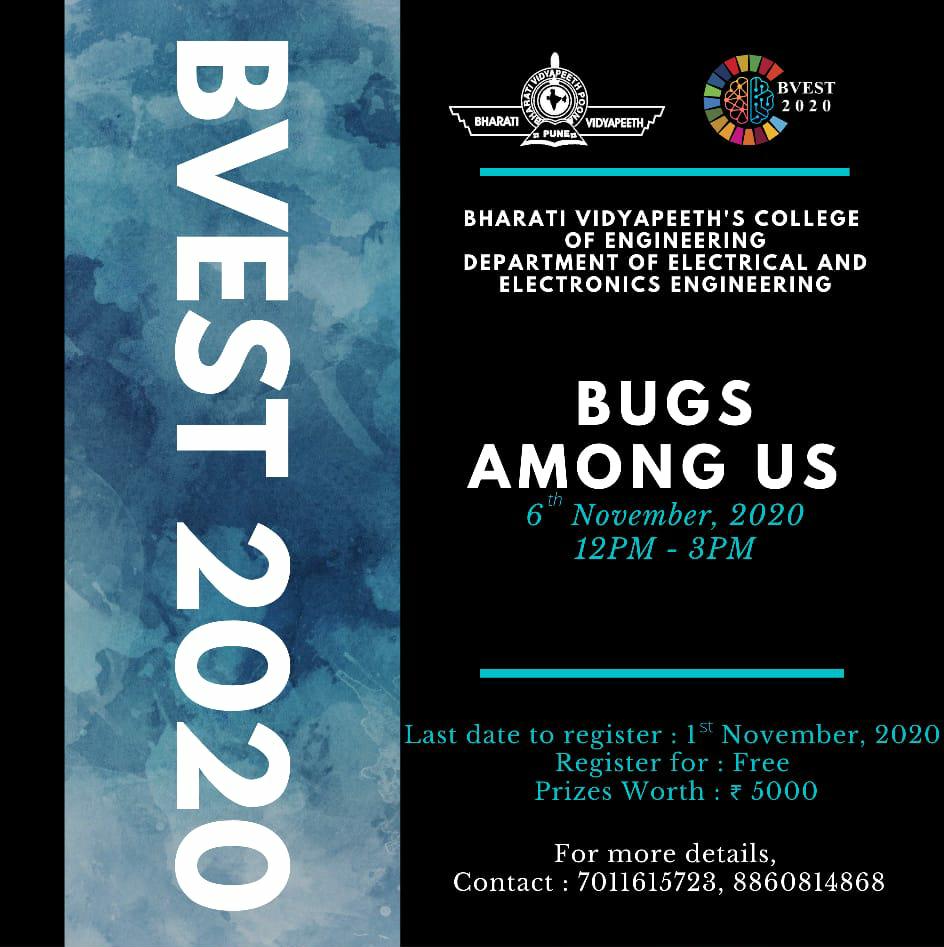 BVEST 2020
BHARATI VIDYAPEETH POONA
BHARATI VIDYAPEETH
PUNE
BVEST
2020
BHARATI VIDYAPEETH'S COLLEGE
OF ENGINEERING
DEPARTMENT OF ELECTRICAL AND
ELECTRONICS ENGINEERING
BUGS
AMONG US
6th November, 2020
12PM - 3PM
Last date to register : 1st November, 2020
Register for : Free
Prizes Worth : ₹ 5000
For more details,
Contact : 7011615723, 8860814868